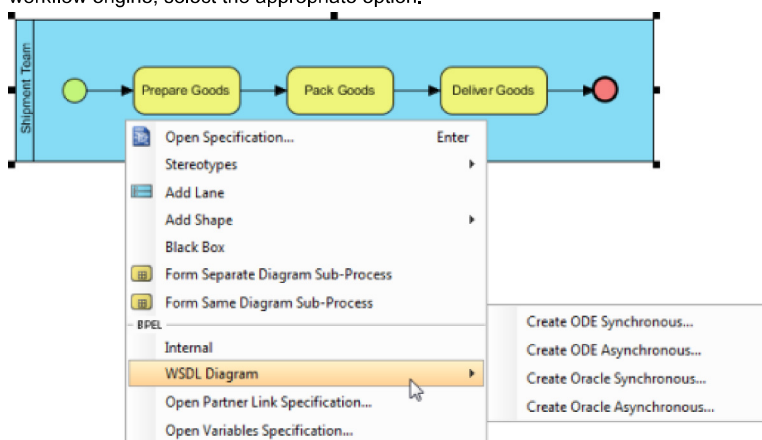 workflow engine, select the appropriate option.
Shipment Team
Prepare Goods
Pack Goods
Deliver Goods
Open Specification... Enter
Stereotypes
Add Lane
Add Shape
Black Box
Form Separate Diagram Sub-Process
Form Same Diagram Sub-Process
BPEL
Internal
WSDL Diagram
Open Partner Link Specification...
Open Variables Specification...
Create ODE Synchronous...
Create ODE Asynchronous...
Create Oracle Synchronous...
Create Oracle Asynchronous...